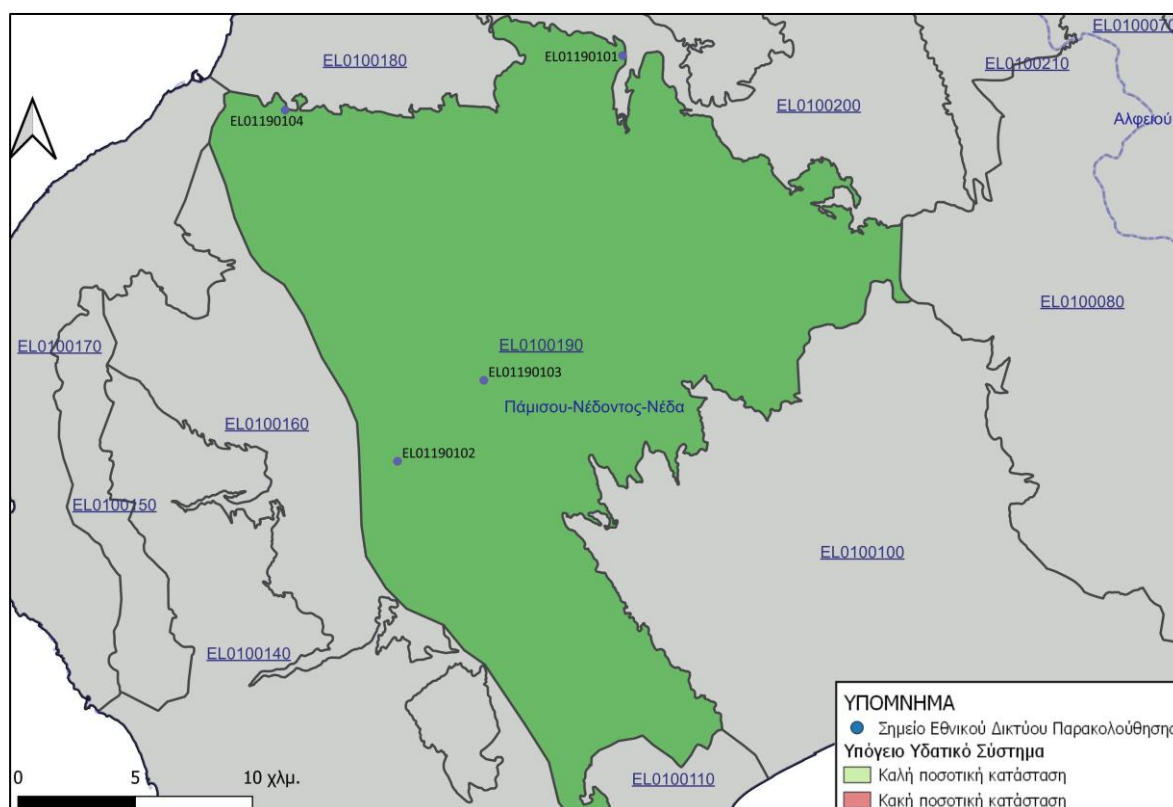 EL0100070
EL0100180
EL01190101
EL0100210
EL0100200
EL01190104
Αλφειού
EL0100080
EL0100170
EL0100190
EL01190103
Πάμισου-Νέδοντος-Νέδα
EL0100160
EL01190102
EL0100150
EL0100100
EL0100140
EL0100110
ΥΠΟΜΝΗΜΑ
Σημείο Εθνικού Δικτύου Παρακολούθησης
Υπόγειο Υδατικό Σύστημα
Καλή ποσοτική κατάσταση
Κακή ποσοτική κατάσταση
0 5 10 χλμ.